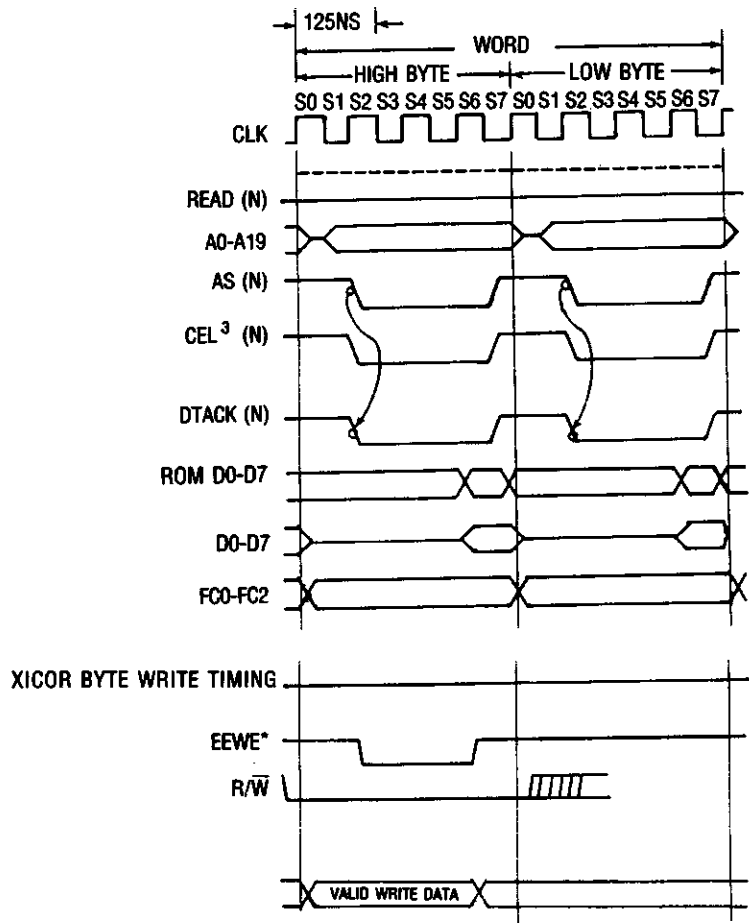 125NS
WORD
HIGH BYTE LOW BYTE
S0 S1 S2 S3 S4 S5 S6 S7 S0 S1 S2 S3 S4 S5 S6 S7
CLK
READ (N)
A0-A19
AS (N)
CEL³ (N)
DTACK (N)
ROM D0-D7
D0-D7
FC0-FC2
XICOR BYTE WRITE TIMING
EEWE*
R/W̅
VALID WRITE DATA